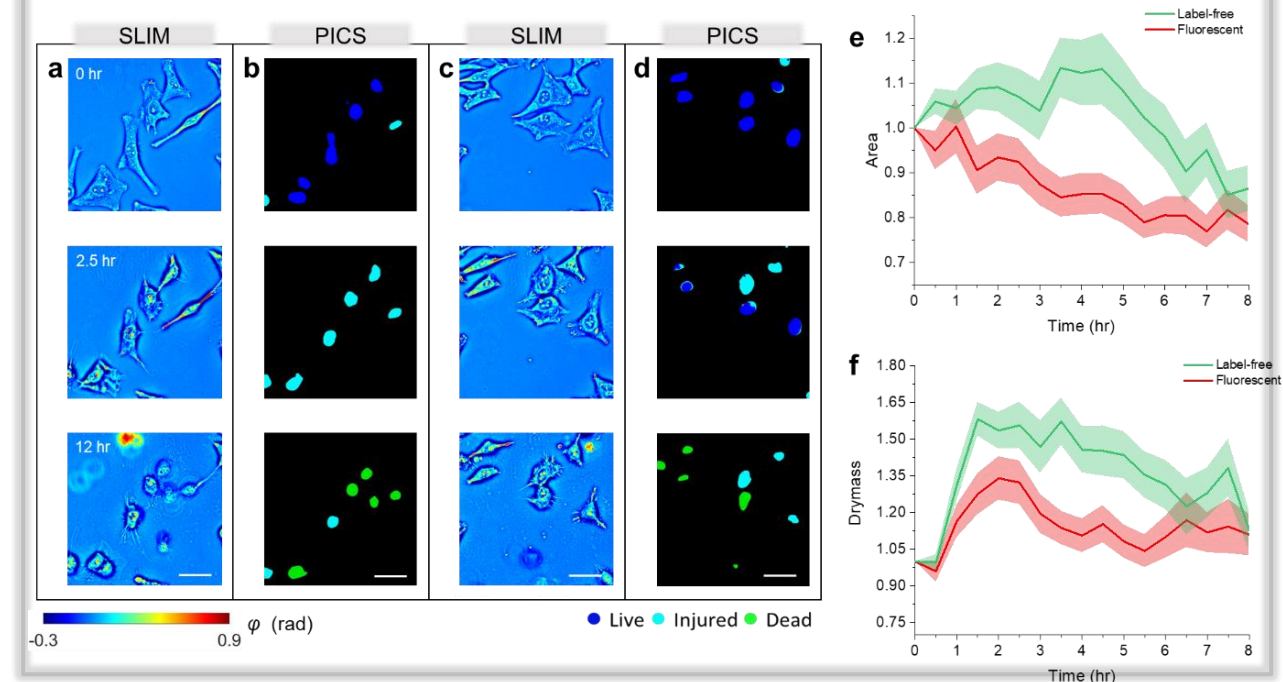 SLIM
PICS
SLIM
PICS
a
b
c
d
0 hr
2.5 hr
12 hr
-0.3
0.9
φ (rad)
Live
Injured
Dead
e
Label-free
Fluorescent
Area
1.2
1.1
1.0
0.9
0.8
0.7
0 1 2 3 4 5 6 7 8
Time (hr)
f
Label-free
Fluorescent
Drymass
1.80
1.65
1.50
1.35
1.20
1.05
0.90
0.75
0 1 2 3 4 5 6 7 8
Time (hr)